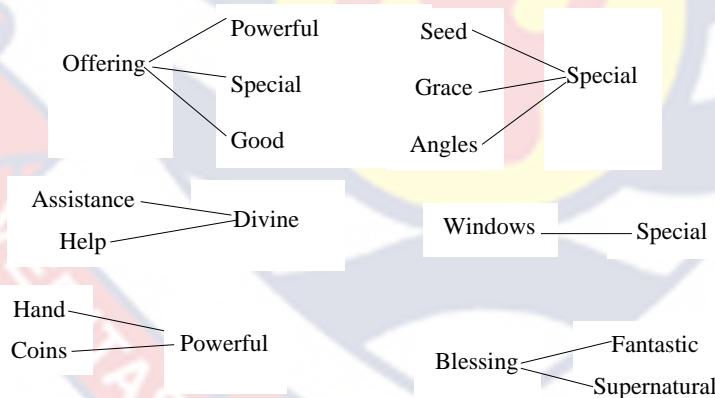 Offering
Powerful
Special
Good
Seed
Grace
Angles
Special
Assistance
Help
Divine
Windows
Special
Hand
Coins
Powerful
Blessing
Fantastic
Supernatural